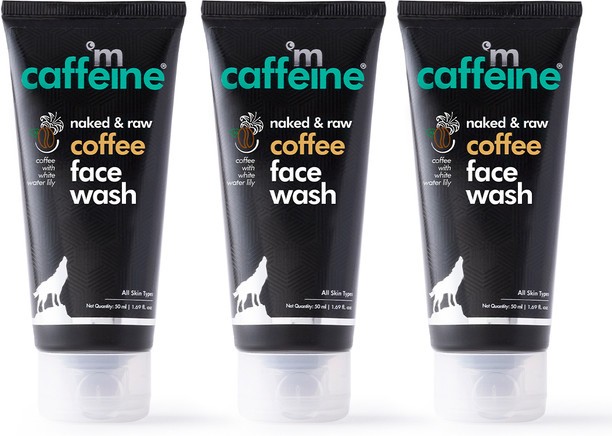 'm
caffeine®
naked & raw
coffee
face
wash
coffee
with
white
water lily
All Skin Types
Net Quantity: 50 ml | 1.69 fl. oz
'm
caffeine®
naked & raw
coffee
face
wash
coffee
with
white
water lily
All Skin Types
Net Quantity: 50 ml | 1.69 fl. oz
'm
caffeine®
naked & raw
coffee
face
wash
coffee
with
white
water lily
All Skin Types
Net Quantity: 50 ml | 1.69 fl. oz